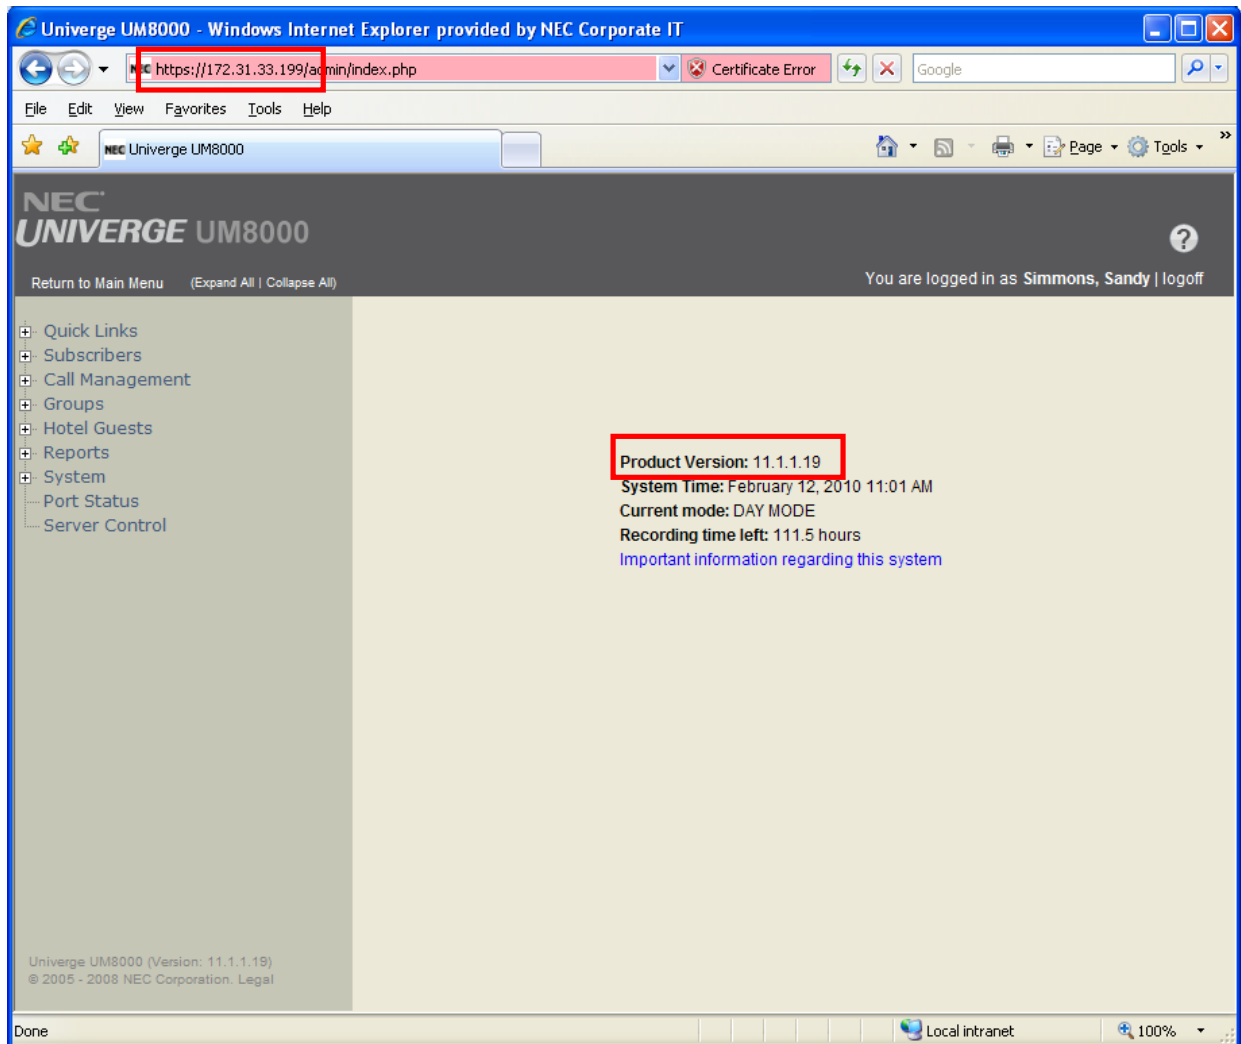 Univerge UM8000 - Windows Internet Explorer provided by NEC Corporate IT
NEC https://172.31.33.199/admin/index.php
Certificate Error
Google
File Edit View Favorites Tools Help
NEC Univerge UM8000
Page Tools »
NEC
UNIVERGE UM8000
?
Return to Main Menu (Expand All | Collapse All)
You are logged in as Simmons, Sandy | logoff
Quick Links
Subscribers
Call Management
Groups
Hotel Guests
Reports
System
Port Status
Server Control
Product Version: 11.1.1.19
System Time: February 12, 2010 11:01 AM
Current mode: DAY MODE
Recording time left: 111.5 hours
Important information regarding this system
Univerge UM8000 (Version: 11.1.1.19)
© 2005 - 2008 NEC Corporation. Legal
Done
Local intranet
100%